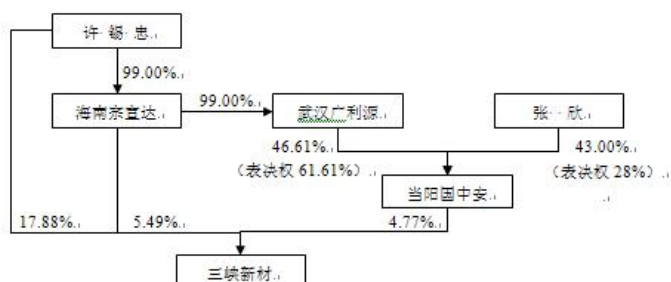 许 锡 忠
99.00%
海南宗宣达 99.00% 武汉广利源 张 欣
46.61% 43.00%
(表决权 61.61%) (表决权 28%)
当阳国中安
17.88% 5.49% 4.77%
三峡新材